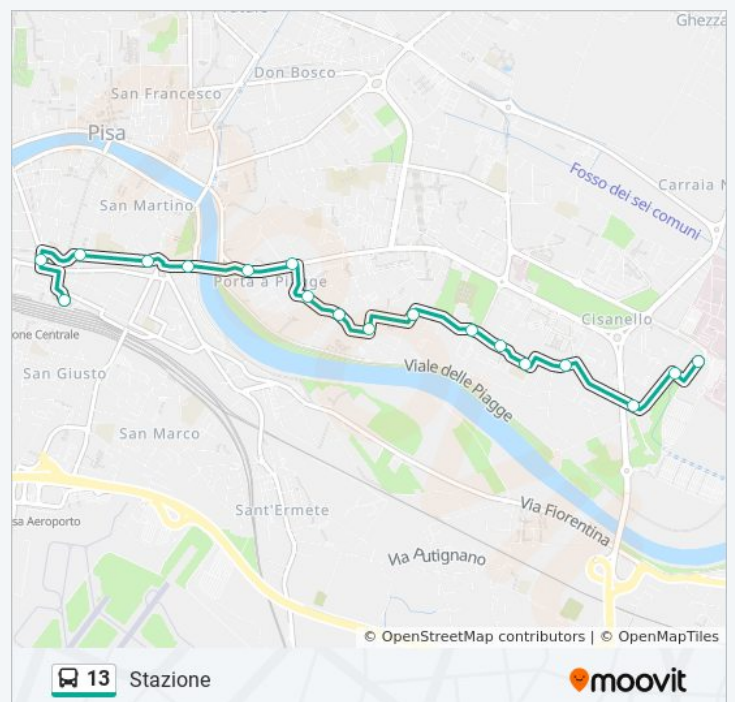 Ghezza
Don Bosco
San Francesco
Pisa
Fosso dei sei comuni
Carraia N
San Martino
Porta a Piagge
Cisanello
one Centrale
San Giusto
Viale delle Piagge
San Marco
Sant'Ermete
Via Fiorentina
sa Aeroporto
Via Putignano
© OpenStreetMap contributors | © OpenMapTiles
13 Stazione
moovit